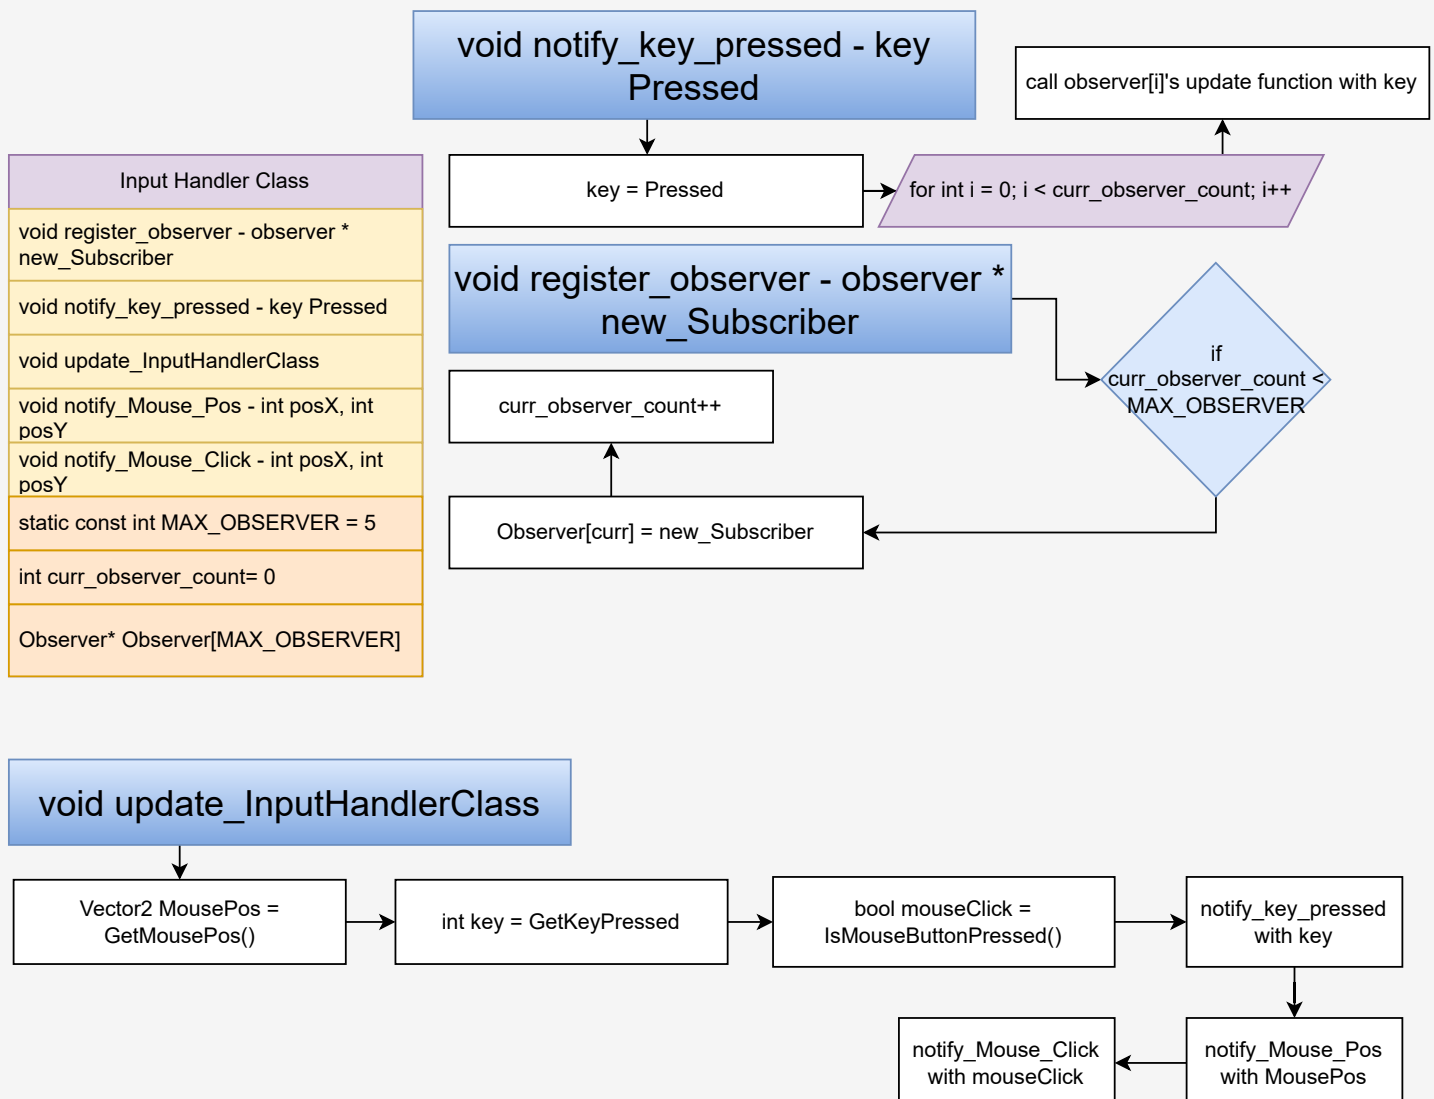 void notify_key_pressed - key
Pressed
call observer[i]'s update function with key
key = Pressed
for int i = 0; i < curr_observer_count; i++
Input Handler Class
void register_observer - observer *
new_Subscriber
void notify_key_pressed - key Pressed
void update_InputHandlerClass
void notify_Mouse_Pos - int posX, int
posY
void notify_Mouse_Click - int posX, int
posY
static const int MAX_OBSERVER = 5
int curr_observer_count= 0
Observer* Observer[MAX_OBSERVER]
void register_observer - observer *
new_Subscriber
if
curr_observer_count <
MAX_OBSERVER
curr_observer_count++
Observer[curr] = new_Subscriber
void update_InputHandlerClass
Vector2 MousePos =
GetMousePos()
int key = GetKeyPressed
bool mouseClick =
IsMouseButtonPressed()
notify_key_pressed
with key
notify_Mouse_Click
with mouseClick
notify_Mouse_Pos
with MousePos